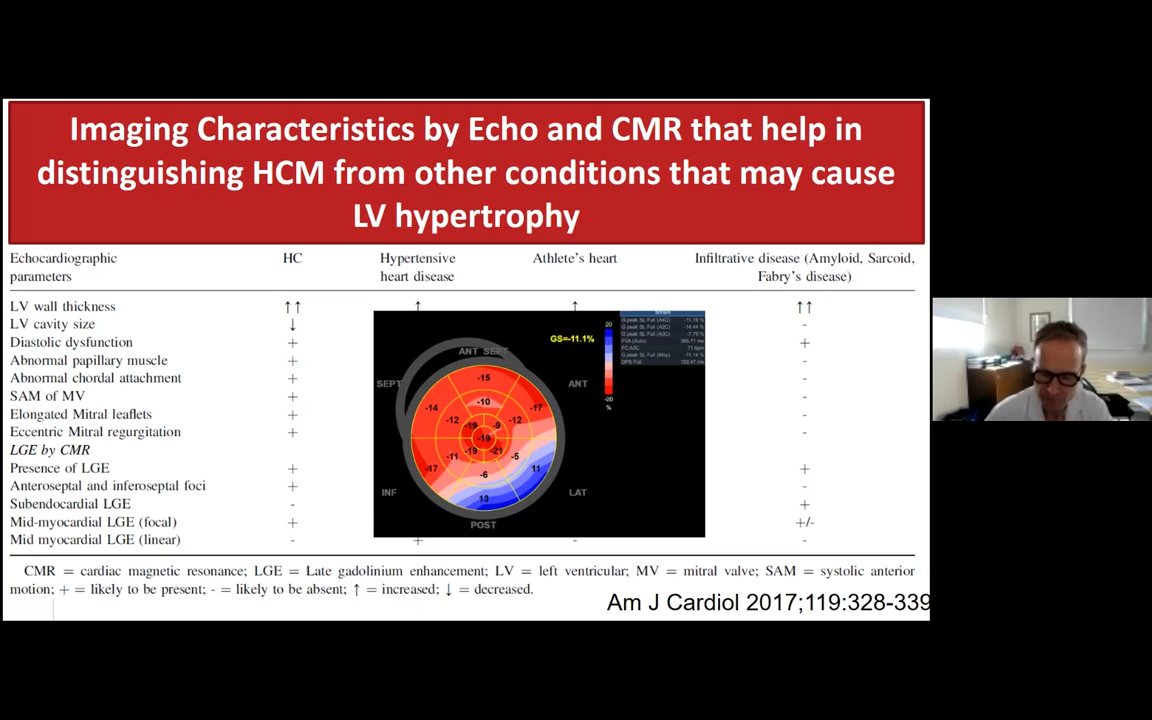 Imaging Characteristics by Echo and CMR that help in
distinguishing HCM from other conditions that may cause
LV hypertrophy
Echocardiographic parameters HC Hypertensive heart disease Athlete's heart Infiltrative disease (Amyloid, Sarcoid, Fabry's disease)
LV wall thickness ↑↑ ↑ ↑ ↑↑
LV cavity size ↓ -
Diastolic dysfunction + +
Abnormal papillary muscle + -
Abnormal chordal attachment + -
SAM of MV + -
Elongated Mitral leaflets + -
Eccentric Mitral regurgitation + -
LGE by CMR
Presence of LGE + +
Anteroseptal and inferoseptal foci + -
Subendocardial LGE - +
Mid-myocardial LGE (focal) + +/-
Mid myocardial LGE (linear) - + - -
GS=-11.1%
20
-20
%
ANT SEPT
SEPT
ANT
INF
LAT
POST
-15
-10
-14
-17
-12
-12
-19
-9
-19
-19
-21
-11
-5
-17
11
-6
13
Strain
CMR = cardiac magnetic resonance; LGE = Late gadolinium enhancement; LV = left ventricular; MV = mitral valve; SAM = systolic anterior
motion; + = likely to be present; - = likely to be absent; ↑ = increased; ↓ = decreased.
Am J Cardiol 2017;119:328-339